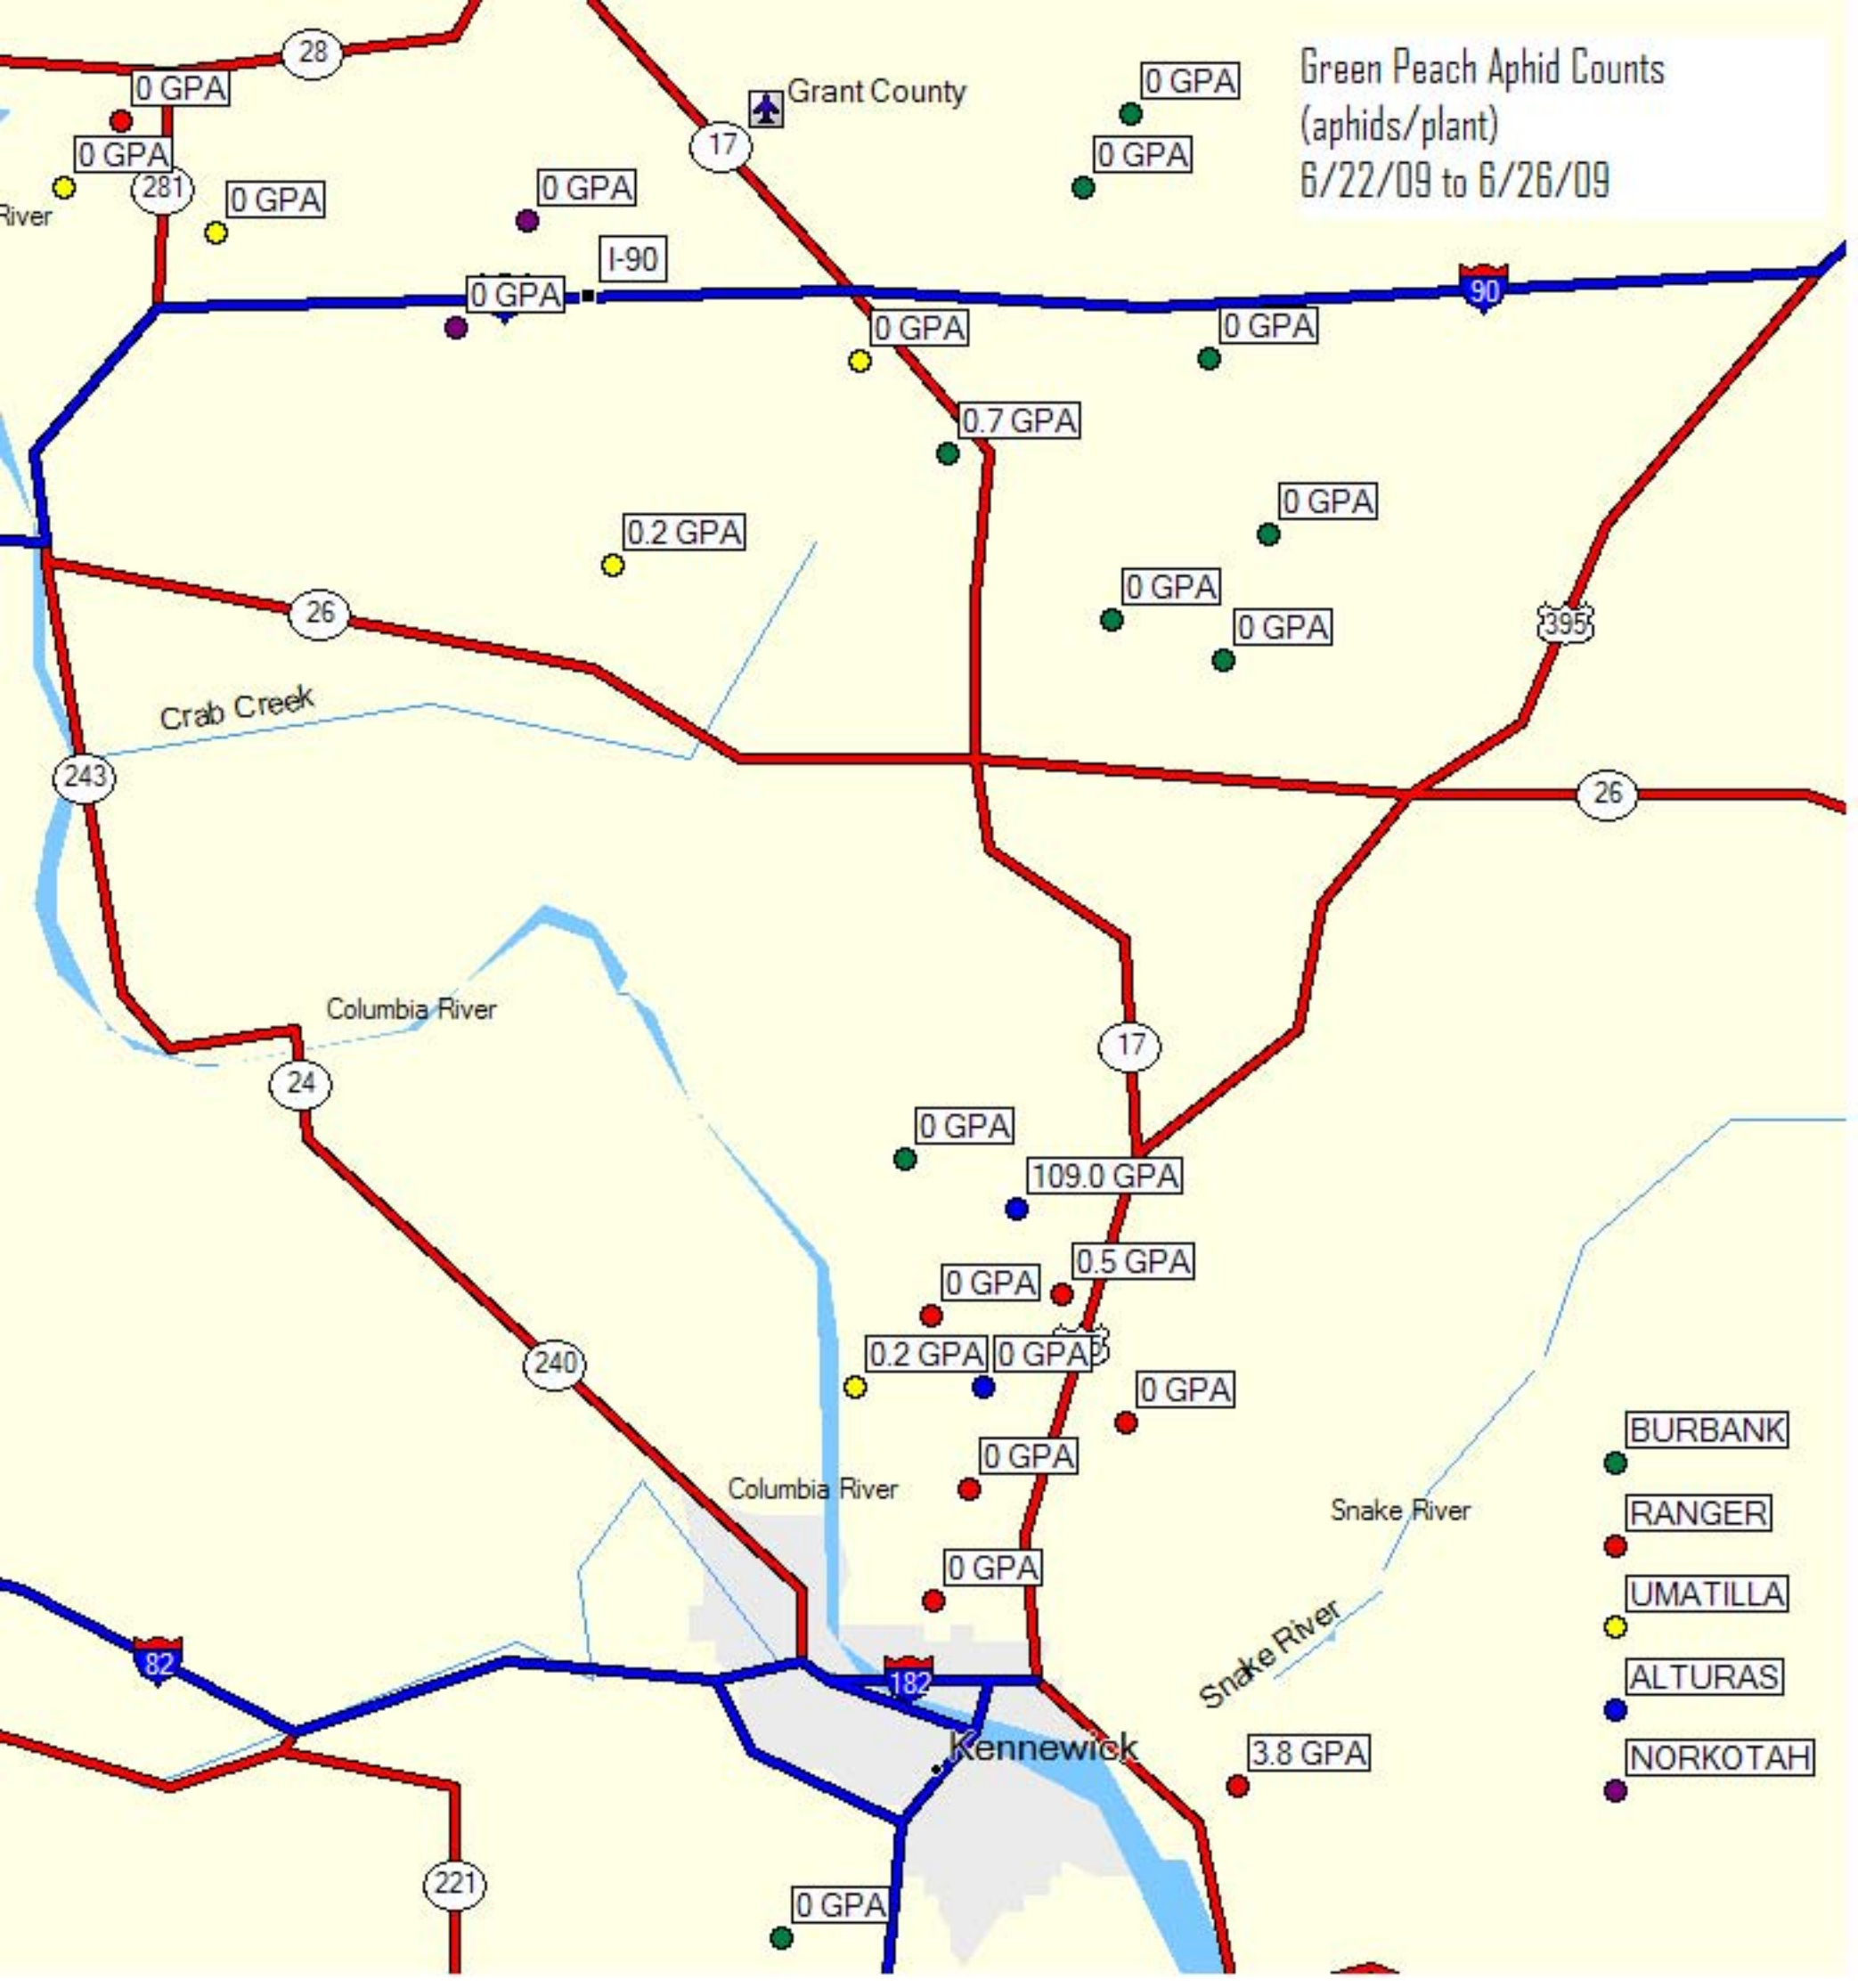 Green Peach Aphid Counts
(aphids/plant)
6/22/09 to 6/26/09
28
0 GPA
0 GPA
281
River
0 GPA
0 GPA
Grant County
17
0 GPA
0 GPA
I-90
0 GPA
90
0 GPA
0 GPA
0.7 GPA
0.2 GPA
0 GPA
0 GPA
0 GPA
395
26
Crab Creek
243
26
Columbia River
24
17
0 GPA
109.0 GPA
0.5 GPA
0 GPA
0.2 GPA
0 GPA
240
0 GPA
0 GPA
Columbia River
Snake River
0 GPA
Snake River
82
182
Kennewick
3.8 GPA
221
0 GPA
BURBANK
RANGER
UMATILLA
ALTURAS
NORKOTAH